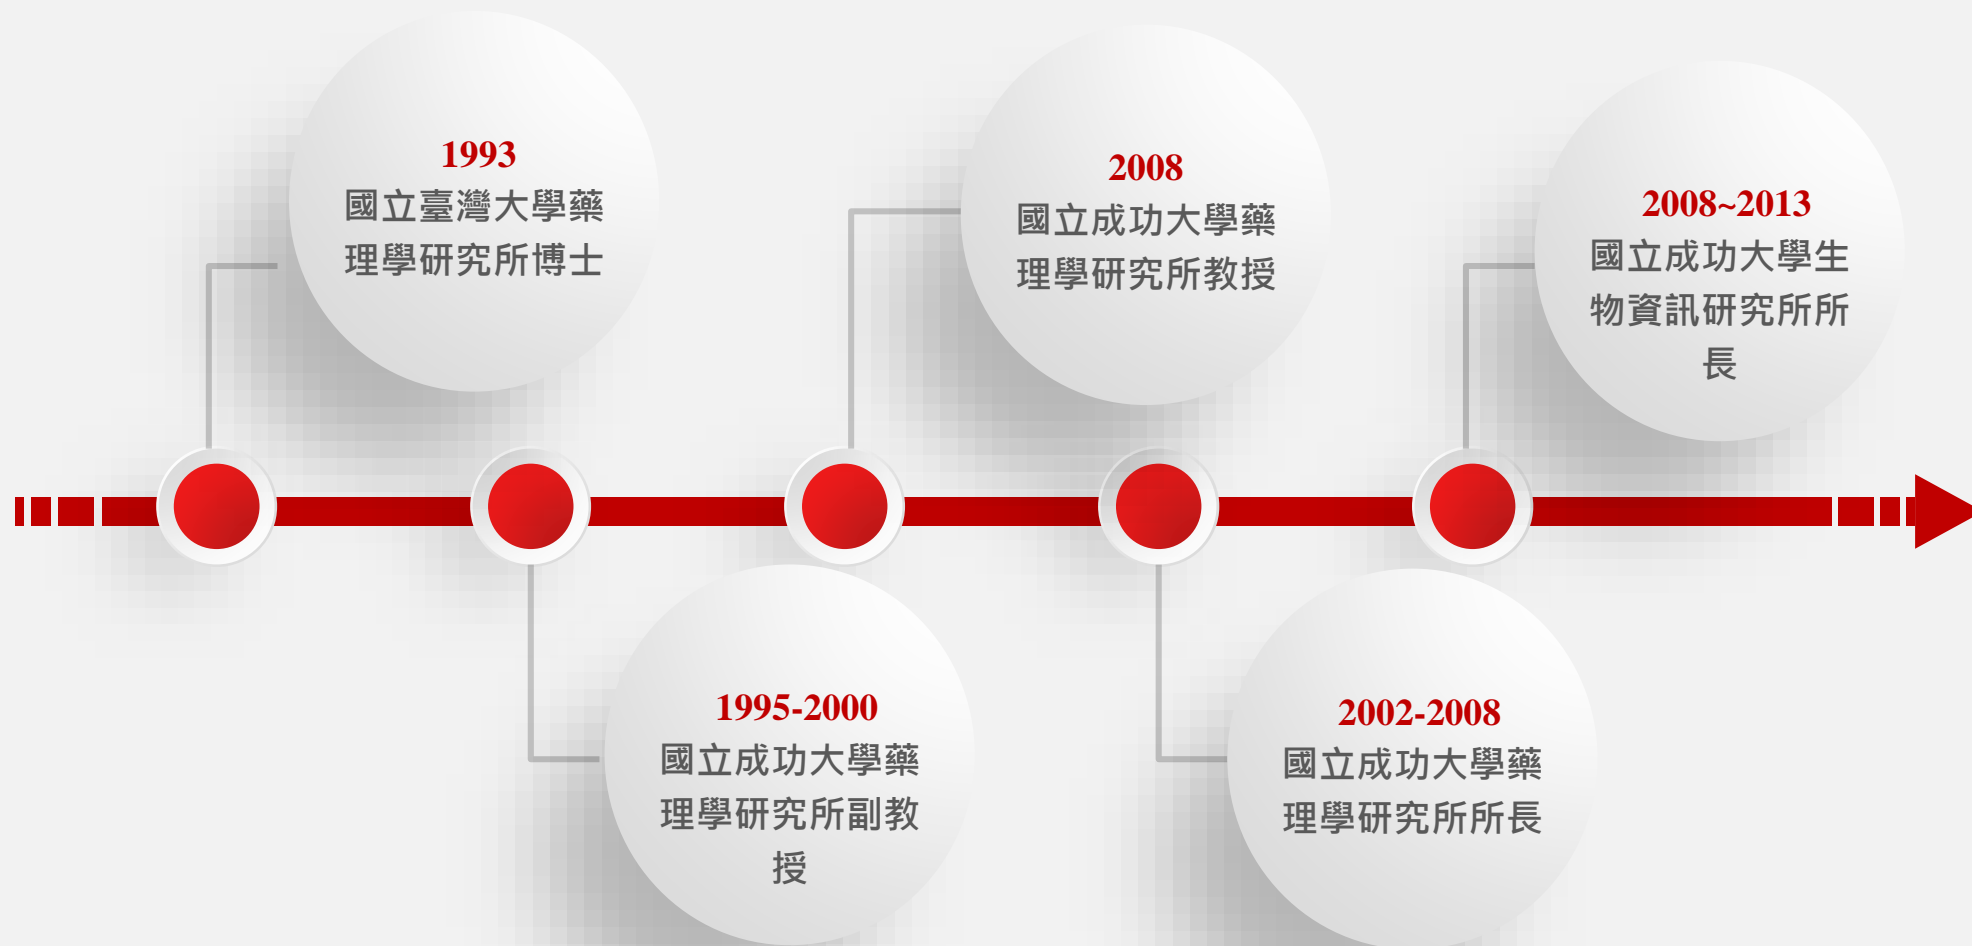 1993
國立臺灣大學藥
理學研究所博士
1995-2000
國立成功大學藥
理學研究所副教
授
2008
國立成功大學藥
理學研究所教授
2002-2008
國立成功大學藥
理學研究所所長
2008~2013
國立成功大學生
物資訊研究所所
長